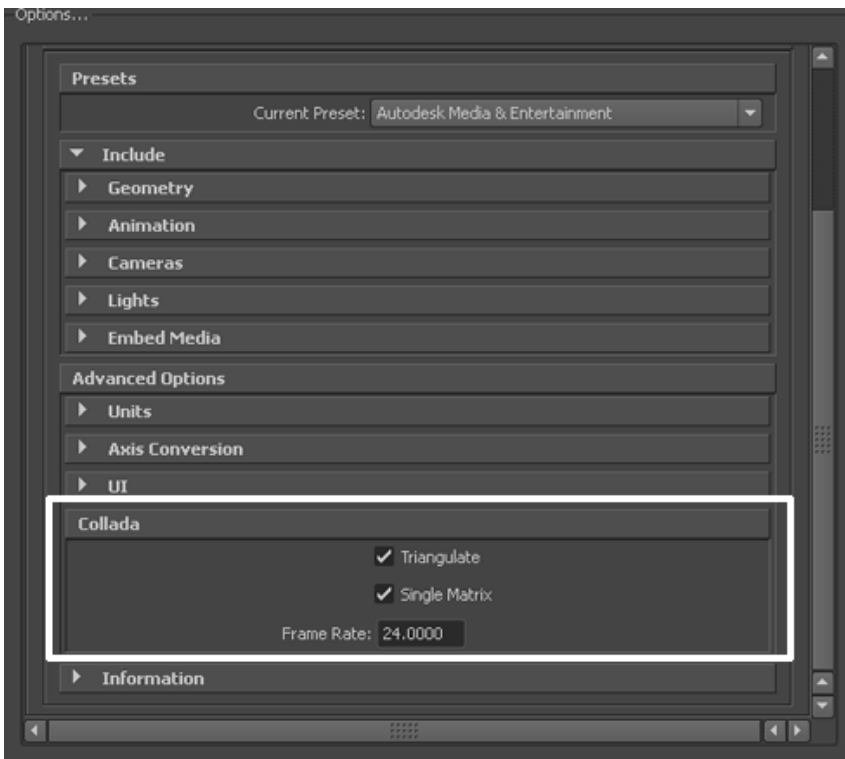 Options...
Presets
Current Preset: Autodesk Media & Entertainment
Include
Geometry
Animation
Cameras
Lights
Embed Media
Advanced Options
Units
Axis Conversion
UI
Collada
Triangulate
Single Matrix
Frame Rate: 24.0000
Information